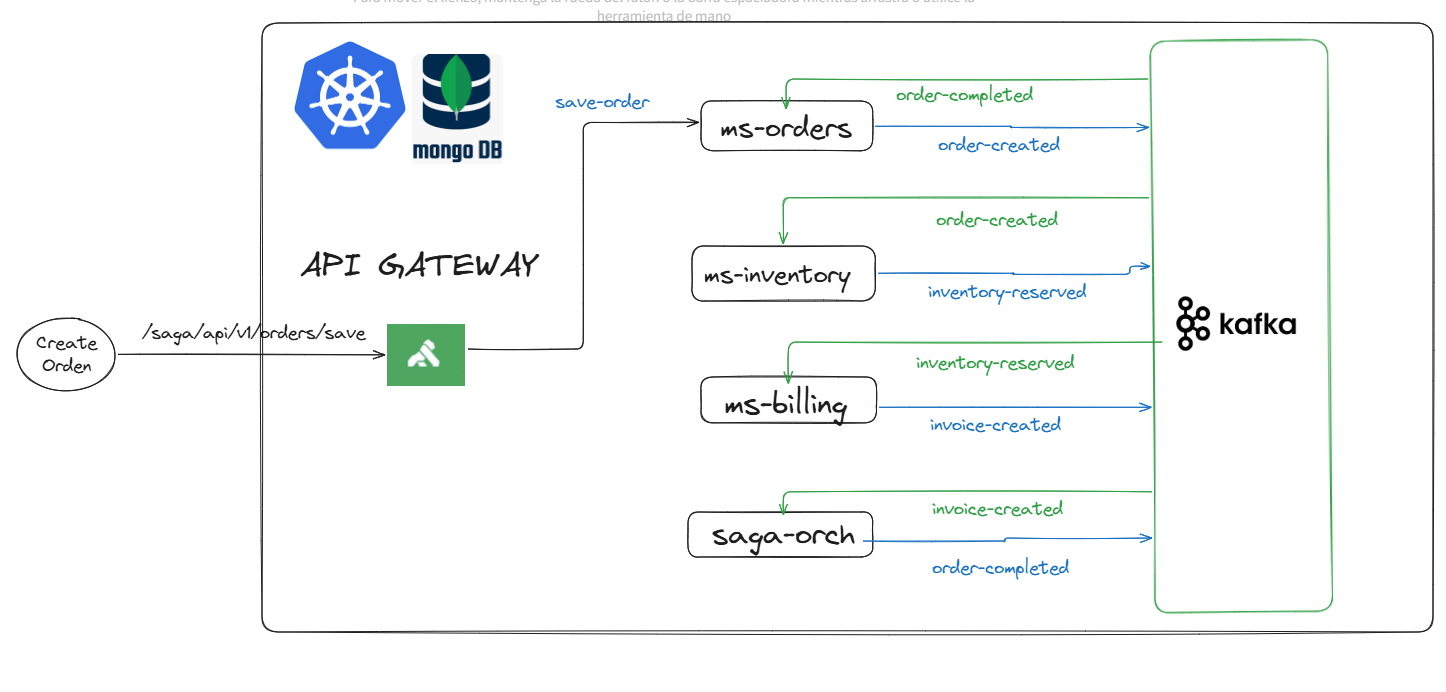 herramienta de mano
mongo DB
save-order
ms-orders
order-completed
order-created
API GATEWAY
order-created
ms-inventory
inventory-reserved
kafka
/saga/api/v1/orders/save
Create
Orden
inventory-reserved
ms-billing
invoice-created
invoice-created
saga-orch
order-completed